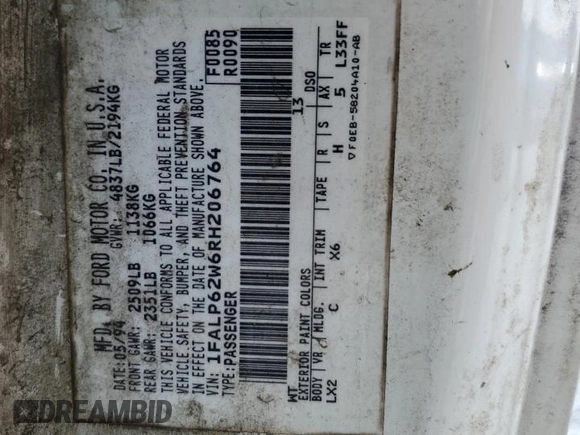 MFD. BY FORD MOTOR CO. IN U.S.A.
DATE: 05/94 GVWR: 4837LB/2194KG
FRONT GAWR: 2509LB 1138KG
REAR GAWR: 2351LB 1066KG
THIS VEHICLE CONFORMS TO ALL APPLICABLE FEDERAL MOTOR
VEHICLE SAFETY, BUMPER, AND THEFT PREVENTION STANDARDS
IN EFFECT ON THE DATE OF MANUFACTURE SHOWN ABOVE.
VIN: 1FALP62W6RH206764
TYPE: PASSENGER
F0085
R0090
WT 13
EXTERIOR PAINT COLORS DSO
BODY VR MLDG. INT TRIM TAPE R S AX TR
LX2 C X6 H 5 L33FF
▽F0EB-58204A10-AB
DREAMBID